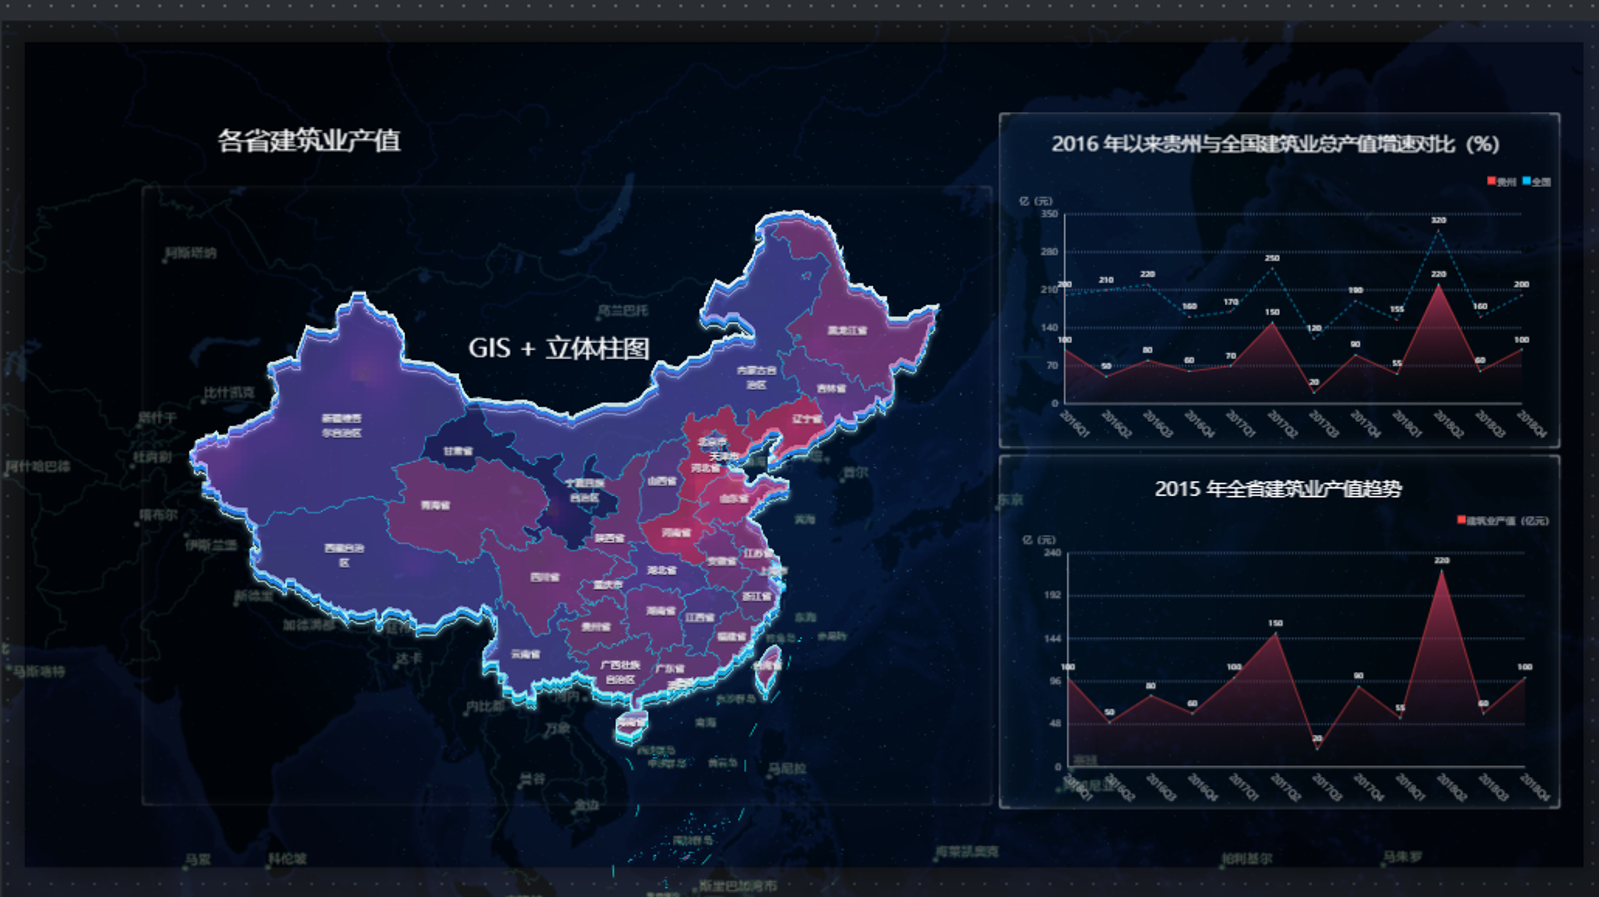 各省建筑业产值
GIS + 立体柱图
阿斯塔纳
乌兰巴托
比什凯克
塔什干
杜尚别
阿什哈巴德
喀布尔
伊斯兰堡
新德里
加德满都
达卡
内比都
河内
万象
曼谷
金边
马尼拉
马斯喀特
马累
科伦坡
首尔
东京
黄海
东海
钓鱼岛
赤尾屿
东沙群岛
南海
西沙群岛
中沙群岛
黄岩岛
南沙群岛
斯里巴加湾市
梅莱凯奥克
帕利基尔
马朱罗
黑龙江省
内蒙古自
治区
吉林省
辽宁省
新疆维吾
尔自治区
甘肃省
北京市
天津市
河北省
宁夏回族
自治区
山西省
山东省
青海省
陕西省
河南省
西藏自治
区
江苏省
安徽省
上海市
四川省
重庆市
湖北省
浙江省
贵州省
湖南省
江西省
福建省
云南省
广西壮族
自治区
广东省
台湾省
海南省
2016 年以来贵州与全国建筑业总产值增速对比（%）
贵州 全国
亿（元）
350
280
210
140
70
0
200 210 220 160 170 250 120 190 155 320 160 200
100 50 80 60 70 150 20 90 55 220 60 100
2016Q1 2016Q2 2016Q3 2016Q4 2017Q1 2017Q2 2017Q3 2017Q4 2018Q1 2018Q2 2018Q3 2018Q4
2015 年全省建筑业产值趋势
建筑业产值（亿元）
亿（元）
240
192
144
96
48
0
100 50 80 60 100 150 20 90 55 220 60 100
2016Q1 2016Q2 2016Q3 2016Q4 2017Q1 2017Q2 2017Q3 2017Q4 2018Q1 2018Q2 2018Q3 2018Q4